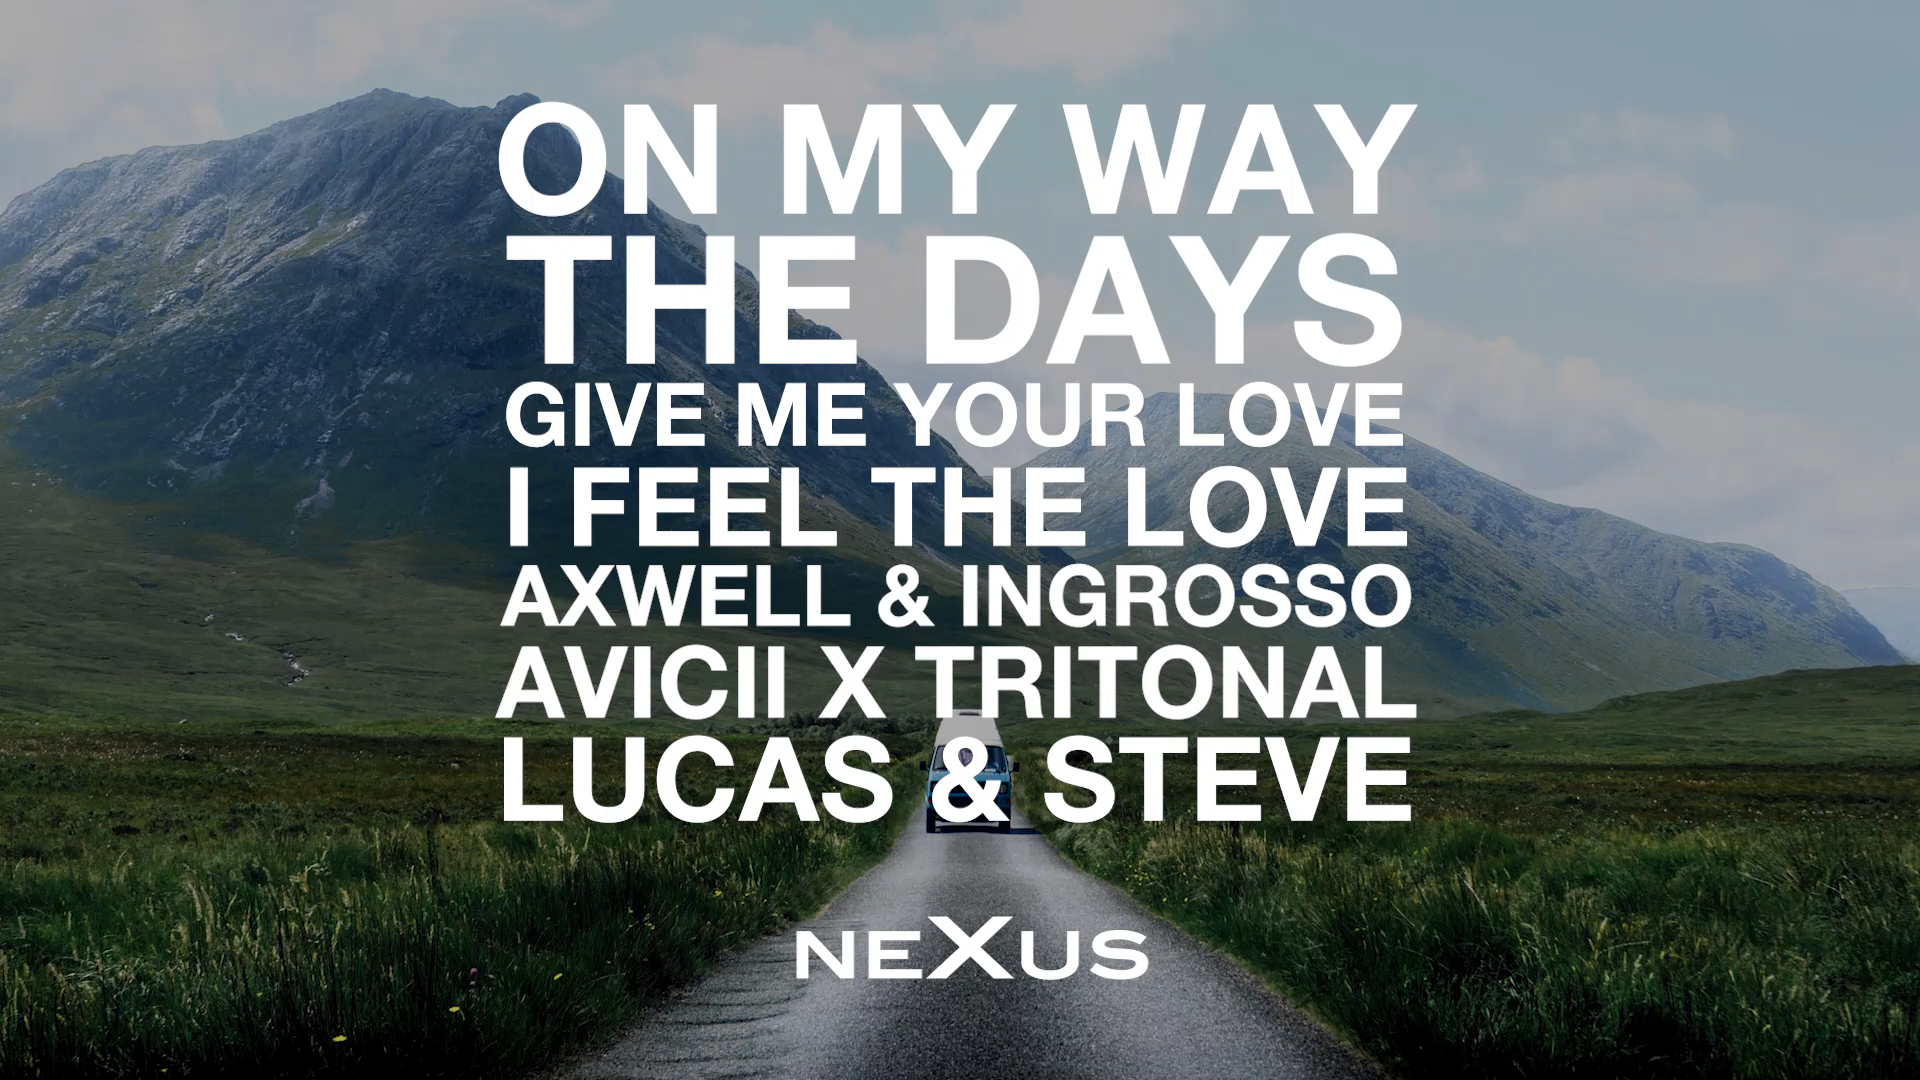 ON MY WAY
THE DAYS
GIVE ME YOUR LOVE
I FEEL THE LOVE
AXWELL & INGROSSO
AVICII X TRITONAL
LUCAS & STEVE
NEXUS